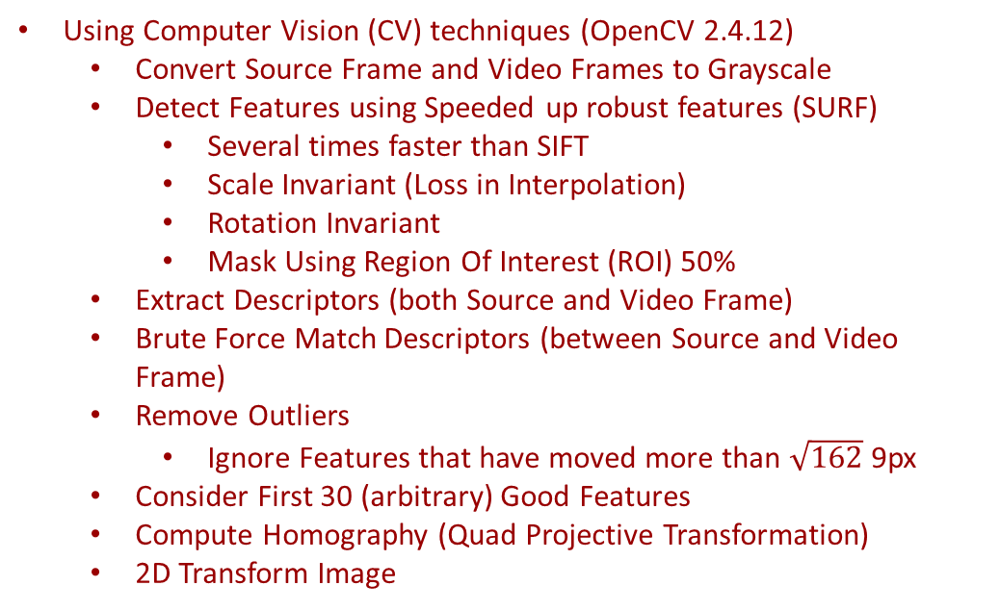 • Using Computer Vision (CV) techniques (OpenCV 2.4.12)
• Convert Source Frame and Video Frames to Grayscale
• Detect Features using Speeded up robust features (SURF)
• Several times faster than SIFT
• Scale Invariant (Loss in Interpolation)
• Rotation Invariant
• Mask Using Region Of Interest (ROI) 50%
• Extract Descriptors (both Source and Video Frame)
• Brute Force Match Descriptors (between Source and Video
Frame)
• Remove Outliers
• Ignore Features that have moved more than √162 9px
• Consider First 30 (arbitrary) Good Features
• Compute Homography (Quad Projective Transformation)
• 2D Transform Image